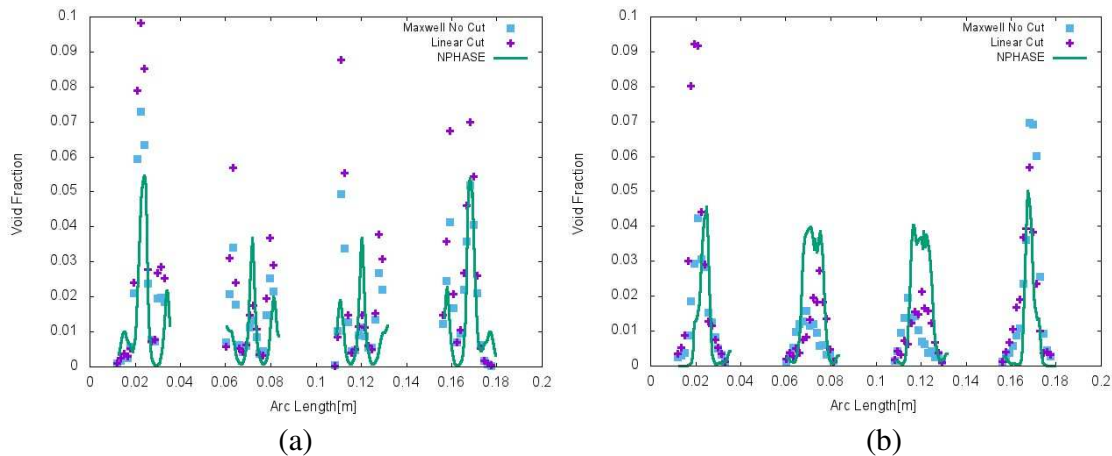 0.1
0.09
0.08
0.07
0.06
0.05
0.04
0.03
0.02
0.01
0
Void Fraction
Maxwell No Cut
Linear Cut
NPHASE
0 0.02 0.04 0.06 0.08 0.1 0.12 0.14 0.16 0.18 0.2
Arc Length[m]
(a)
0.1
0.09
0.08
0.07
0.06
0.05
0.04
0.03
0.02
0.01
0
Void Fraction
Maxwell No Cut
Linear Cut
NPHASE
0 0.02 0.04 0.06 0.08 0.1 0.12 0.14 0.16 0.18 0.2
Arc Length[m]
(b)